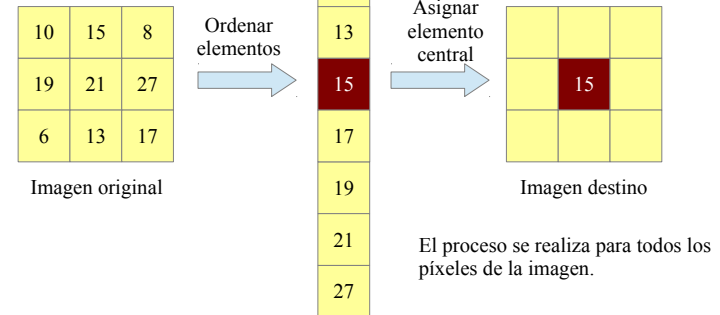 Ordenar
elementos
Asignar
elemento
central
10 15 8
19 21 27
6 13 17
13
15
17
19
21
27
15
Imagen original
Imagen destino
El proceso se realiza para todos los
píxeles de la imagen.